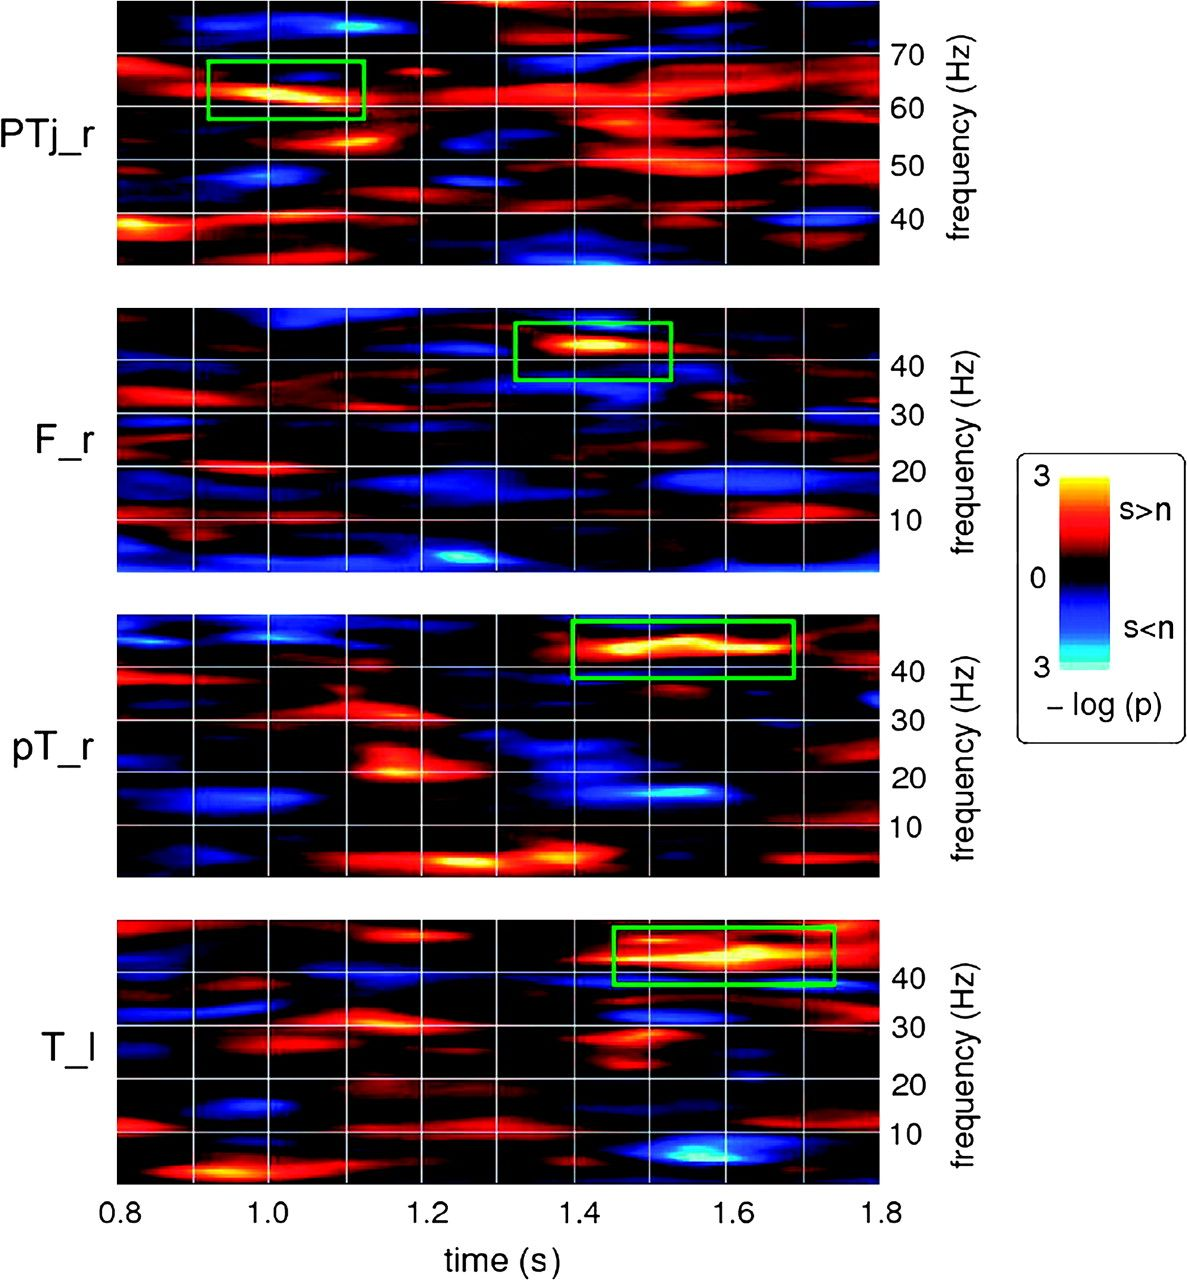 PTj_r
70
60
50
40
frequency (Hz)
F_r
40
30
20
10
frequency (Hz)
pT_r
40
30
20
10
frequency (Hz)
T_l
40
30
20
10
frequency (Hz)
0.8 1.0 1.2 1.4 1.6 1.8
time (s)
3
s>n
0
s<n
3
– log (p)